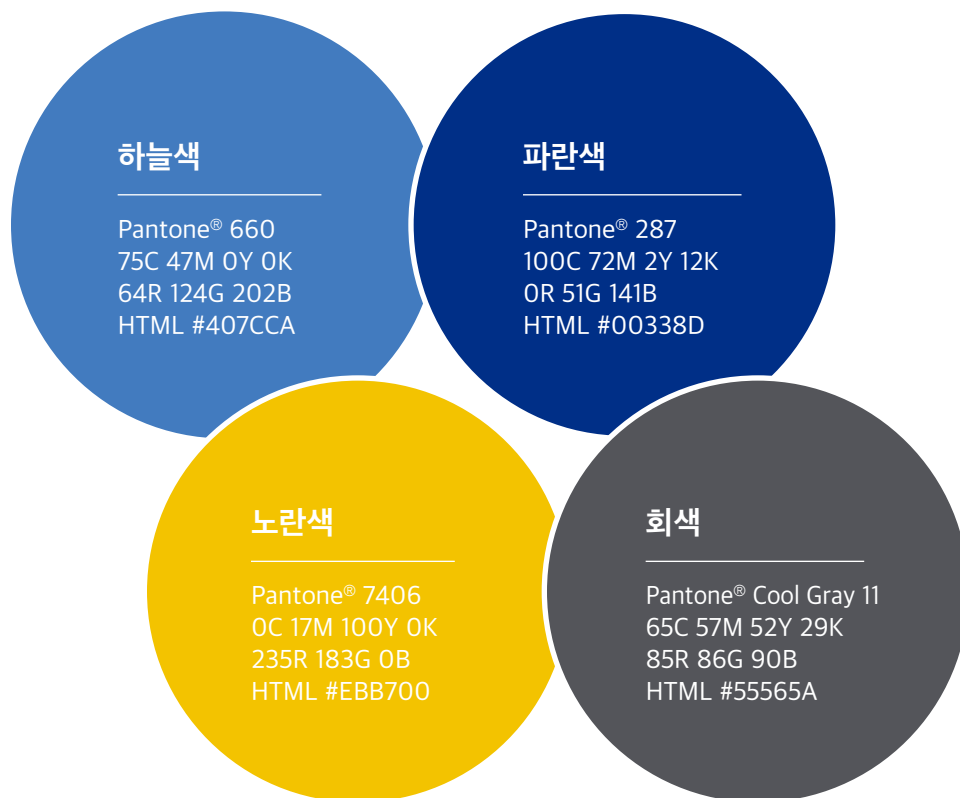 하늘색
Pantone® 660
75C 47M 0Y 0K
64R 124G 202B
HTML #407CCA
파란색
Pantone® 287
100C 72M 2Y 12K
0R 51G 141B
HTML #00338D
노란색
Pantone® 7406
0C 17M 100Y 0K
235R 183G 0B
HTML #EBB700
회색
Pantone® Cool Gray 11
65C 57M 52Y 29K
85R 86G 90B
HTML #55565A